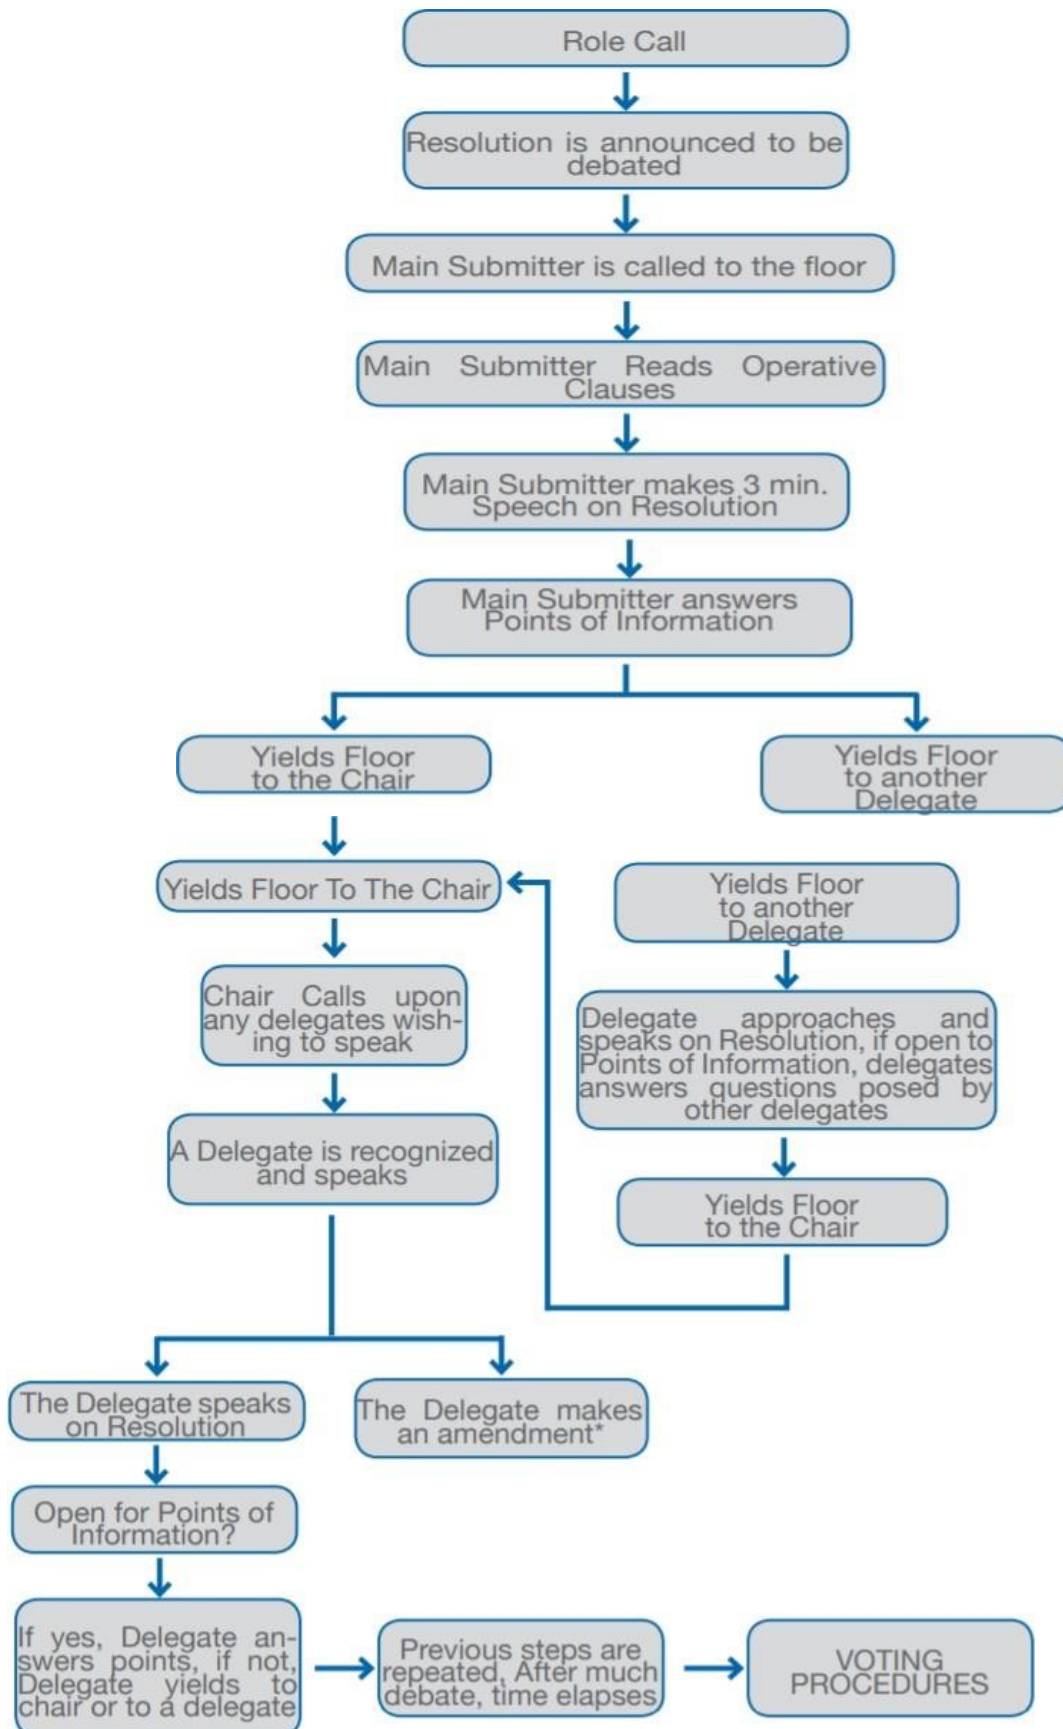 Role Call
Resolution is announced to be
debated
Main Submitter is called to the floor
Main Submitter Reads Operative
Clauses
Main Submitter makes 3 min.
Speech on Resolution
Main Submitter answers
Points of Information
Yields Floor
to the Chair
Yields Floor
to another
Delegate
Yields Floor To The Chair
Yields Floor
to another
Delegate
Chair Calls upon
any delegates wish-
ing to speak
Delegate approaches and
speaks on Resolution, if open to
Points of Information, delegates
answers questions posed by
other delegates
A Delegate is recognized
and speaks
Yields Floor
to the Chair
The Delegate speaks
on Resolution
The Delegate makes
an amendment*
Open for Points of
Information?
If yes, Delegate an-
swers points, if not,
Delegate yields to
chair or to a delegate
Previous steps are
repeated, After much
debate, time elapses
VOTING
PROCEDURES